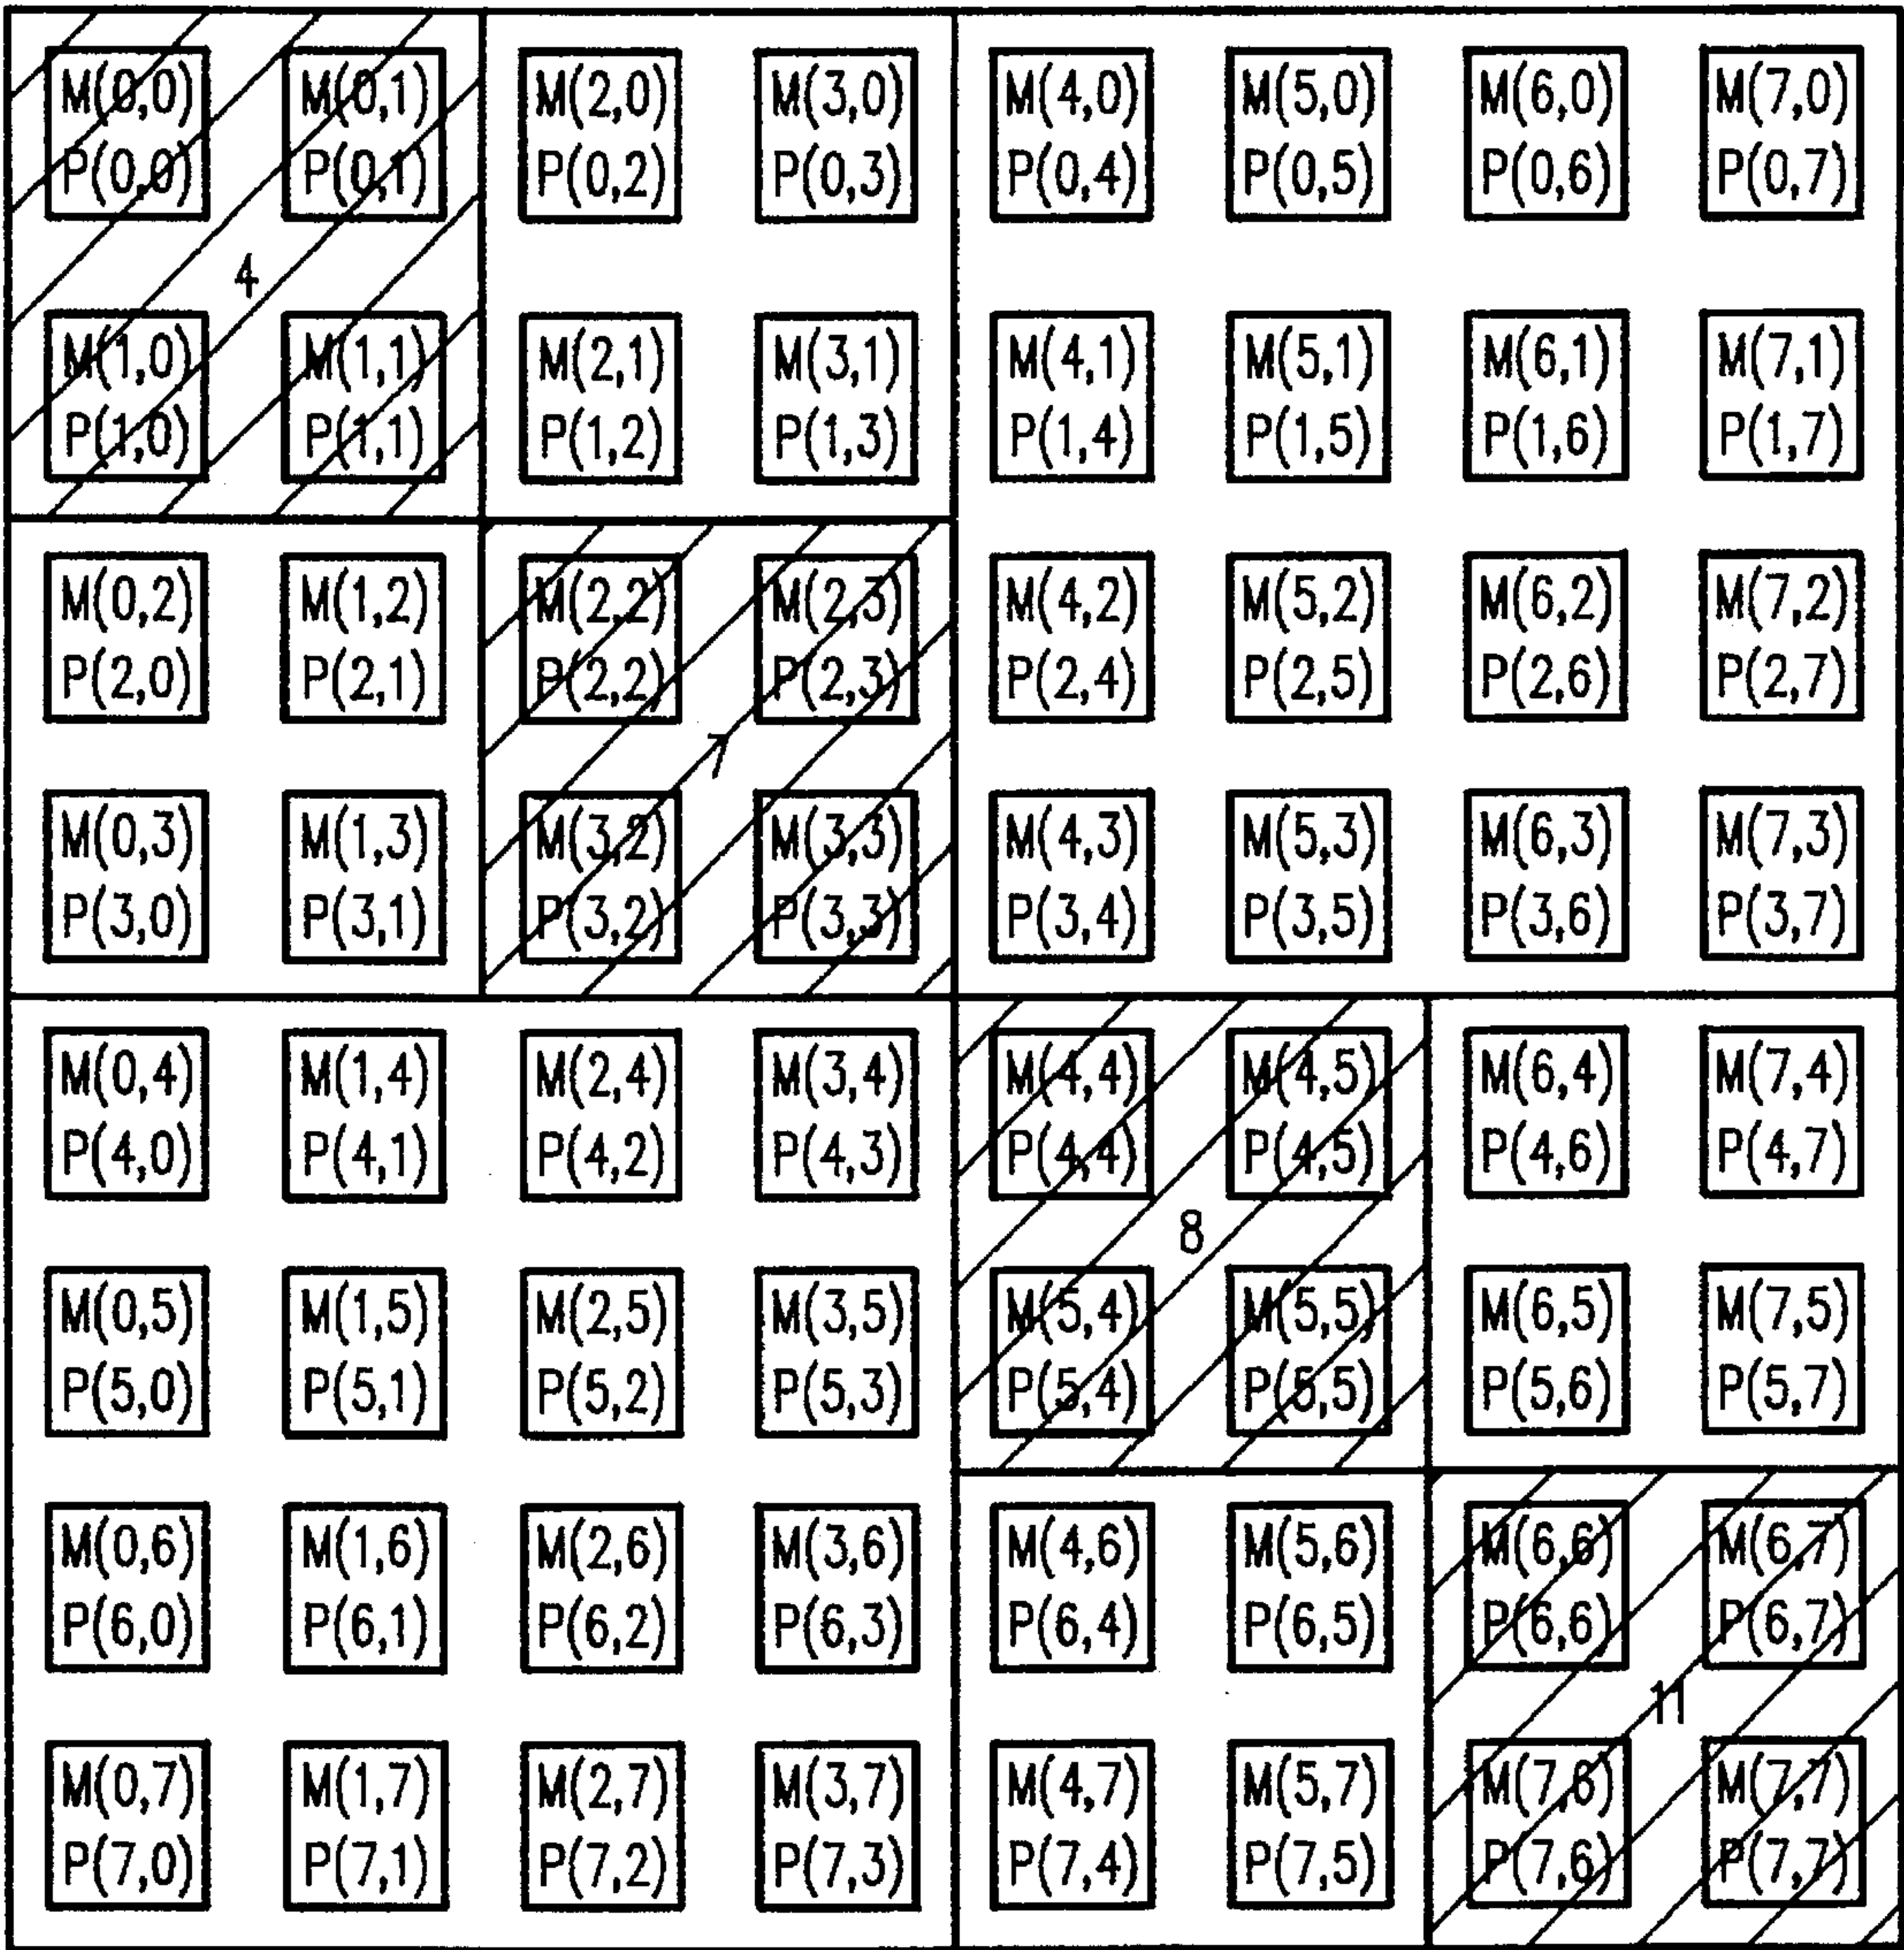 M(0,0) M(0,1) M(2,0) M(3,0) M(4,0) M(5,0) M(6,0) M(7,0)
P(0,0) P(0,1) P(0,2) P(0,3) P(0,4) P(0,5) P(0,6) P(0,7)
4
M(1,0) M(1,1) M(2,1) M(3,1) M(4,1) M(5,1) M(6,1) M(7,1)
P(1,0) P(1,1) P(1,2) P(1,3) P(1,4) P(1,5) P(1,6) P(1,7)
M(0,2) M(1,2) M(2,2) M(2,3) M(4,2) M(5,2) M(6,2) M(7,2)
P(2,0) P(2,1) P(2,2) P(2,3) P(2,4) P(2,5) P(2,6) P(2,7)
7
M(0,3) M(1,3) M(3,2) M(3,3) M(4,3) M(5,3) M(6,3) M(7,3)
P(3,0) P(3,1) P(3,2) P(3,3) P(3,4) P(3,5) P(3,6) P(3,7)
M(0,4) M(1,4) M(2,4) M(3,4) M(4,4) M(4,5) M(6,4) M(7,4)
P(4,0) P(4,1) P(4,2) P(4,3) P(4,4) P(4,5) P(4,6) P(4,7)
8
M(0,5) M(1,5) M(2,5) M(3,5) M(5,4) M(5,5) M(6,5) M(7,5)
P(5,0) P(5,1) P(5,2) P(5,3) P(5,4) P(5,5) P(5,6) P(5,7)
M(0,6) M(1,6) M(2,6) M(3,6) M(4,6) M(5,6) M(6,6) M(6,7)
P(6,0) P(6,1) P(6,2) P(6,3) P(6,4) P(6,5) P(6,6) P(6,7)
11
M(0,7) M(1,7) M(2,7) M(3,7) M(4,7) M(5,7) M(7,6) M(7,7)
P(7,0) P(7,1) P(7,2) P(7,3) P(7,4) P(7,5) P(7,6) P(7,7)